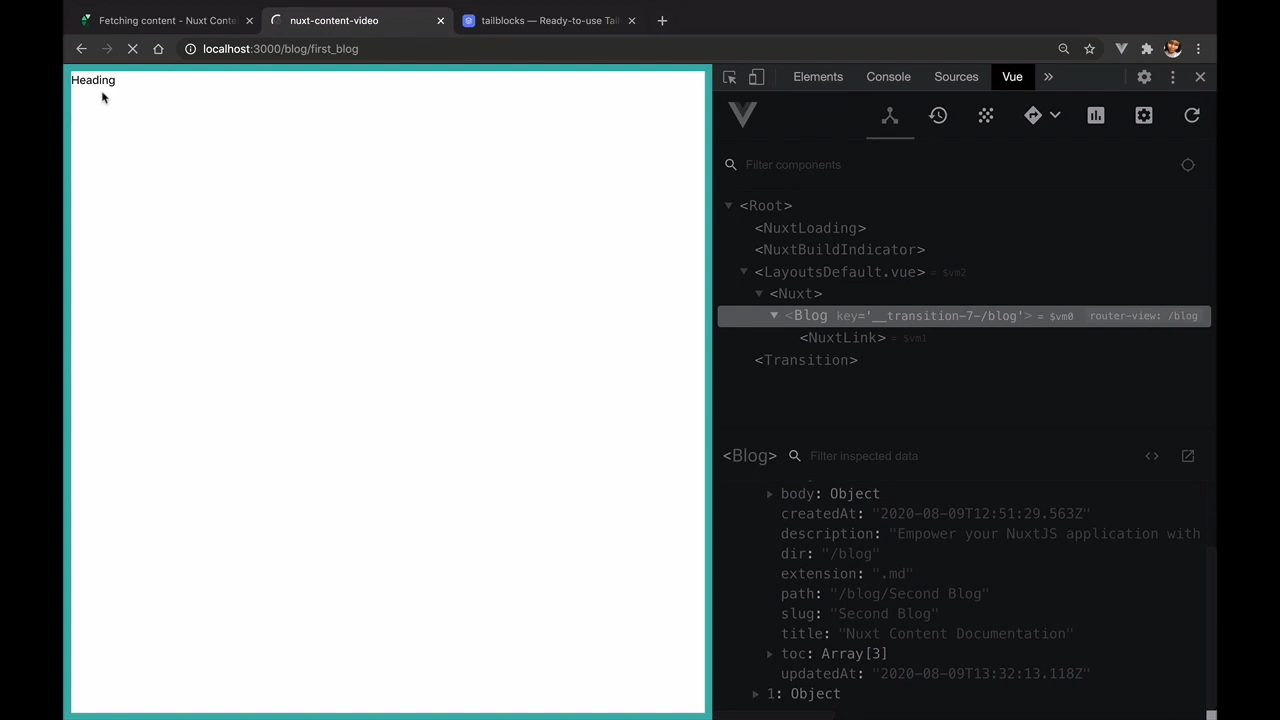 Fetching content - Nuxt Conte
nuxt-content-video
tailblocks — Ready-to-use Tail
localhost:3000/blog/first_blog
Heading
Elements
Console
Sources
Vue
Filter components
<Root>
<NuxtLoading>
<NuxtBuildIndicator>
<LayoutsDefault.vue> = $vm2
<Nuxt>
<Blog key='__transition-7-/blog'> = $vm0 router-view: /blog
<NuxtLink> = $vm1
<Transition>
<Blog> Filter inspected data
body: Object
createdAt: "2020-08-09T12:51:29.563Z"
description: "Empower your NuxtJS application with
dir: "/blog"
extension: ".md"
path: "/blog/Second Blog"
slug: "Second Blog"
title: "Nuxt Content Documentation"
toc: Array[3]
updatedAt: "2020-08-09T13:32:13.118Z"
1: Object